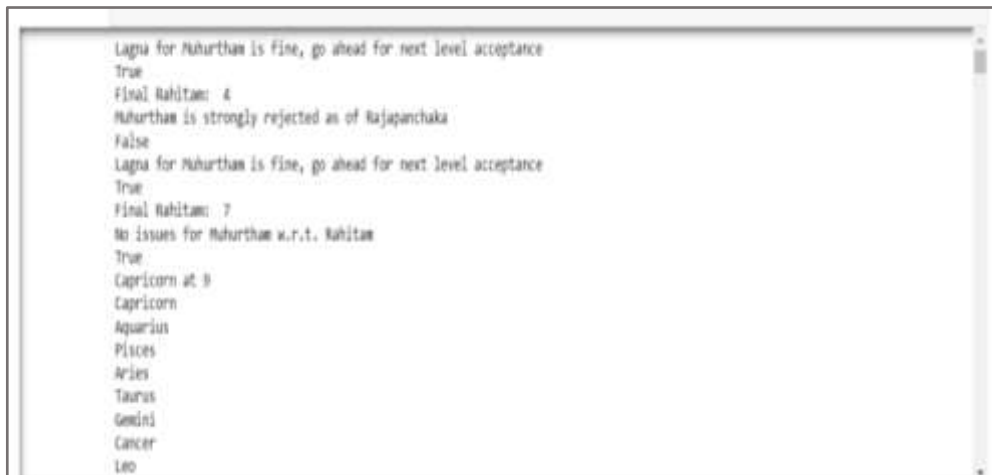 Lagna for Muhurtham is fine, go ahead for next level acceptance
True
Final Rahitam: 4
Muhurtham is strongly rejected as of Rajapanchaka
False
Lagna for Muhurtham is fine, go ahead for next level acceptance
True
Final Rahitam: 7
No issues for Muhurtham w.r.t. Rahitam
True
Capricorn at 9
Capricorn
Aquarius
Pisces
Aries
Taurus
Gemini
Cancer
Leo